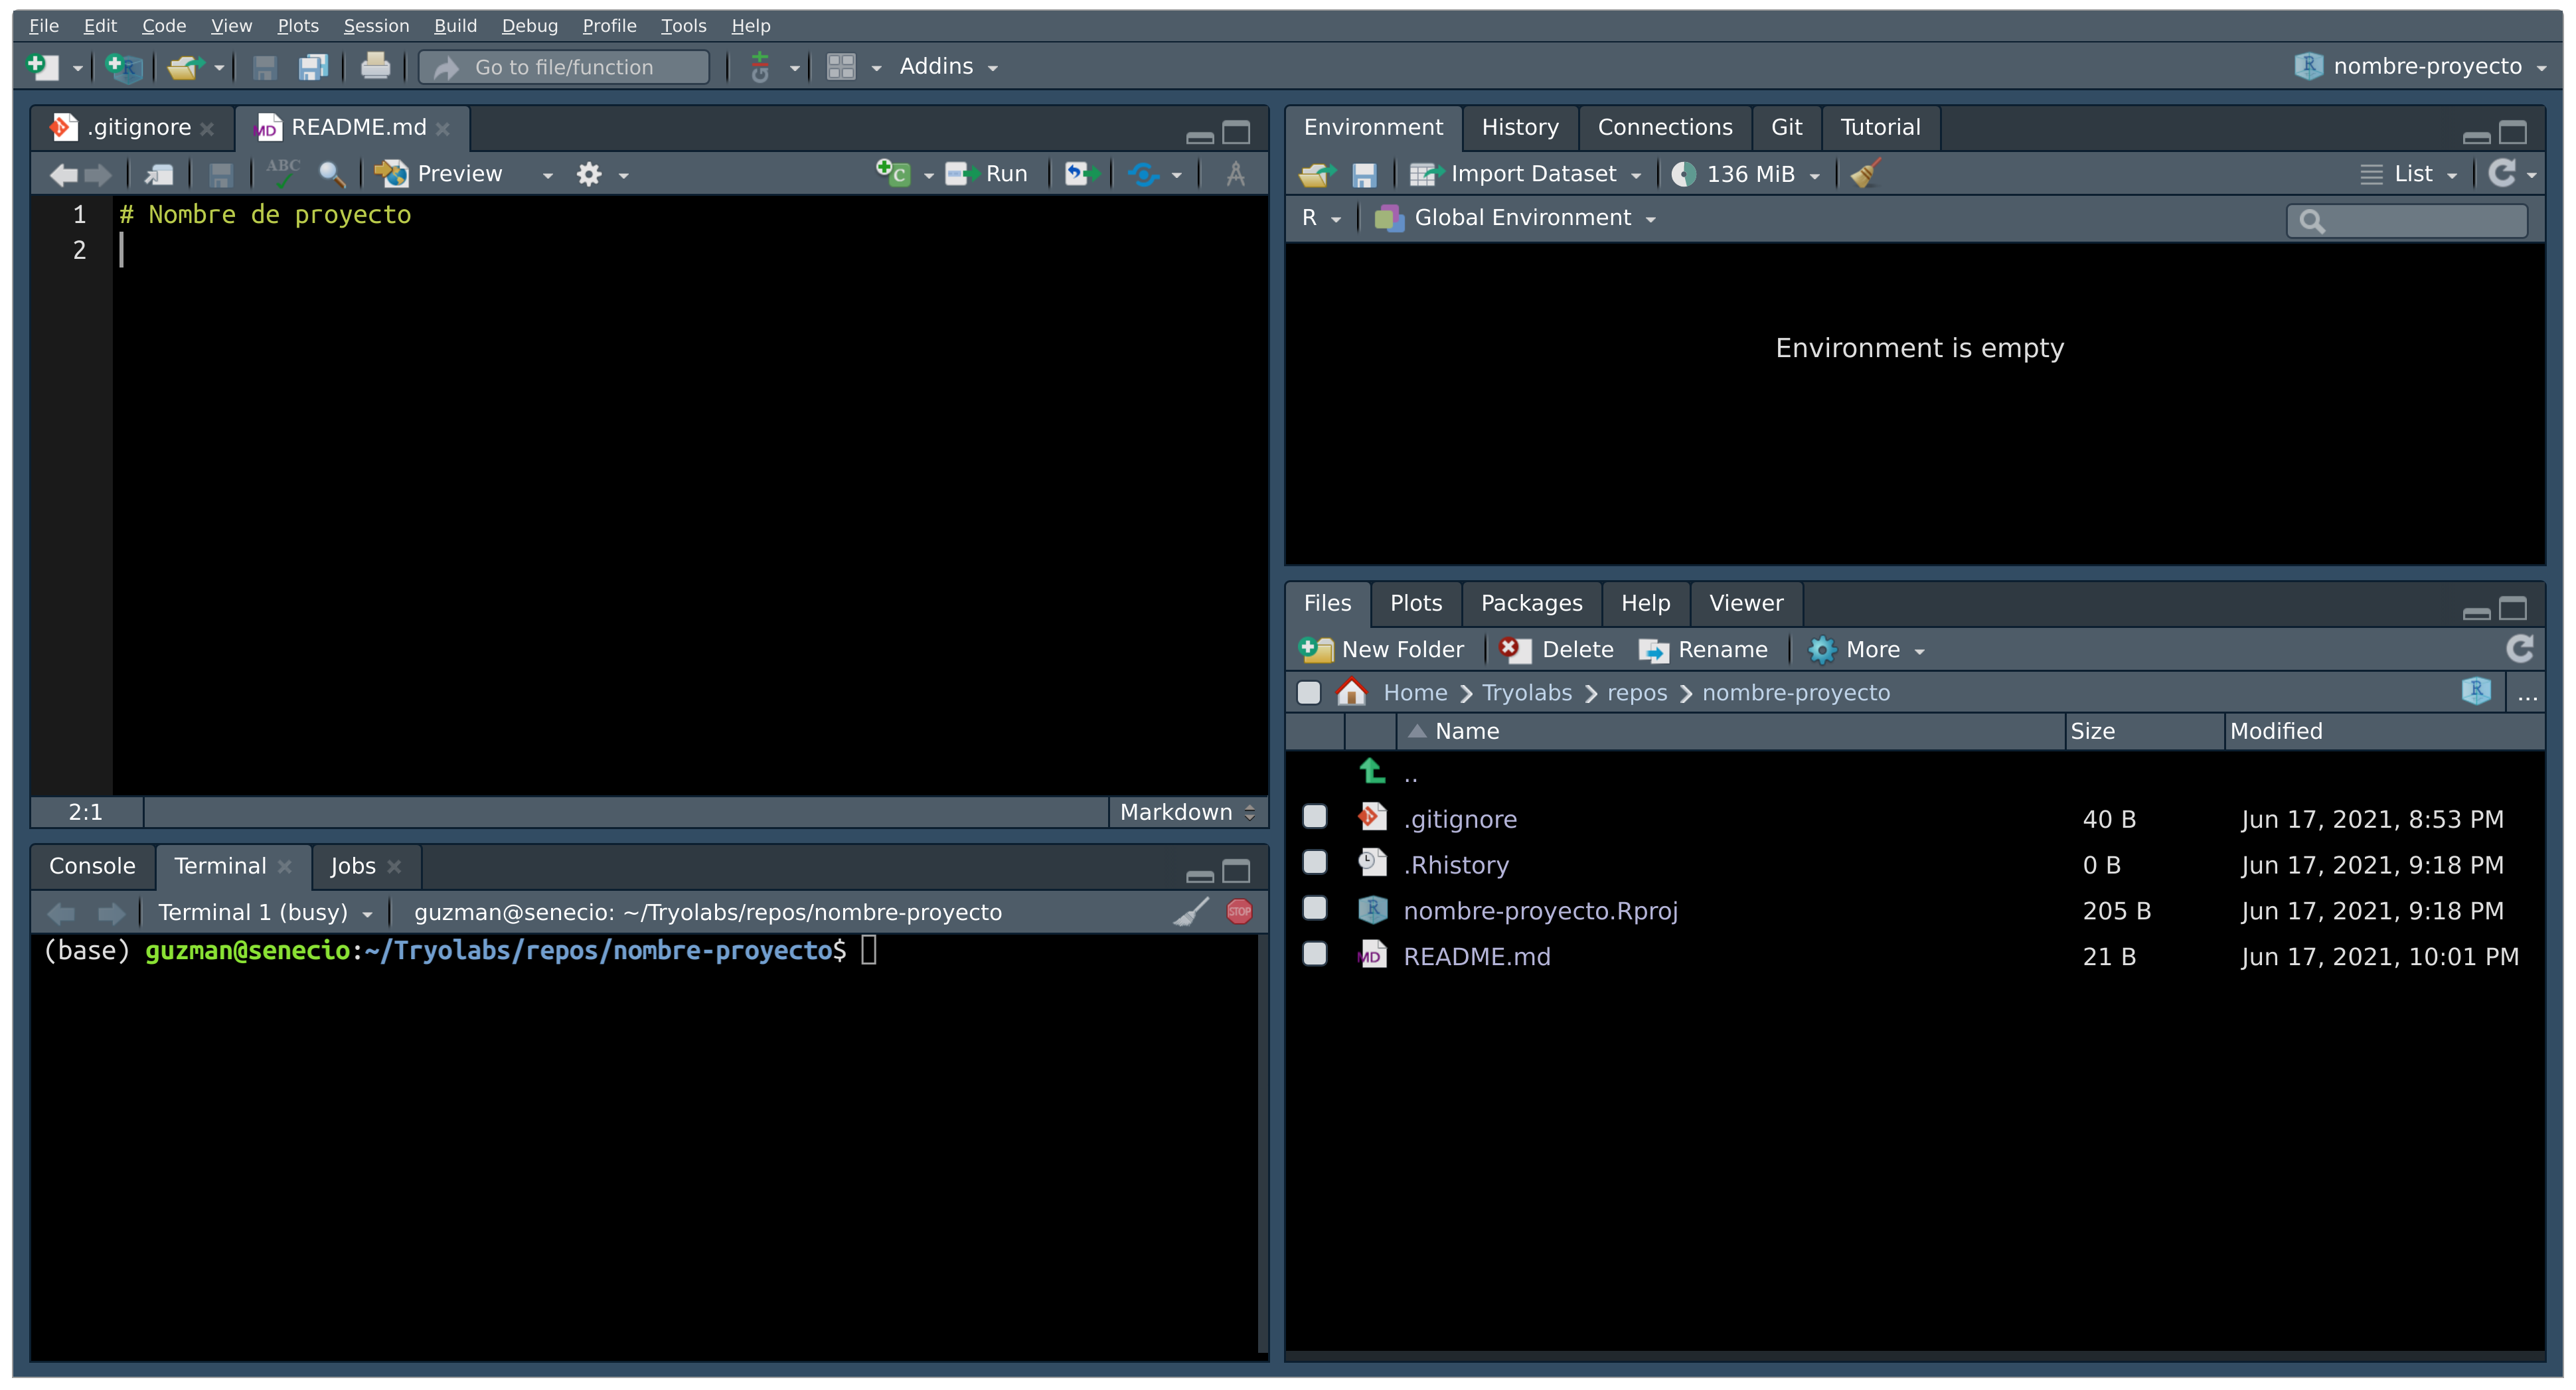 File Edit Code View Plots Session Build Debug Profile Tools Help
Go to file/function Addins nombre-proyecto
.gitignore README.md
ABC Preview Run
1 # Nombre de proyecto
2
2:1 Markdown
Console Terminal Jobs
Terminal 1 (busy) guzman@senecio: ~/Tryolabs/repos/nombre-proyecto STOP
(base) guzman@senecio:~/Tryolabs/repos/nombre-proyecto$
Environment History Connections Git Tutorial
Import Dataset 136 MiB List
R Global Environment
Environment is empty
Files Plots Packages Help Viewer
New Folder Delete Rename More
Home Tryolabs repos nombre-proyecto ...
Name Size Modified
..
.gitignore 40 B Jun 17, 2021, 8:53 PM
.Rhistory 0 B Jun 17, 2021, 9:18 PM
nombre-proyecto.Rproj 205 B Jun 17, 2021, 9:18 PM
MD README.md 21 B Jun 17, 2021, 10:01 PM